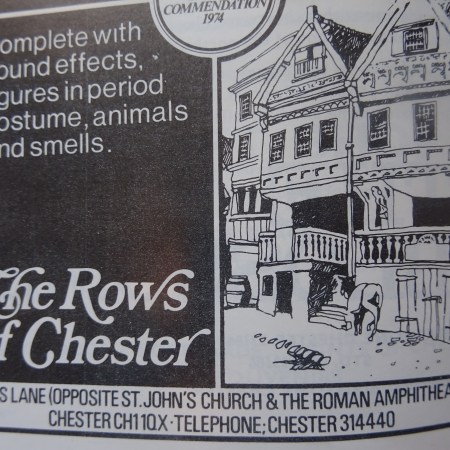 COMMENDATION
1974
omplete with
ound effects,
gures in period
ostume, animals
nd smells.
The Rows
of Chester
S LANE (OPPOSITE ST. JOHN'S CHURCH & THE ROMAN AMPHITHEA
CHESTER CH1 1QX · TELEPHONE; CHESTER 314440